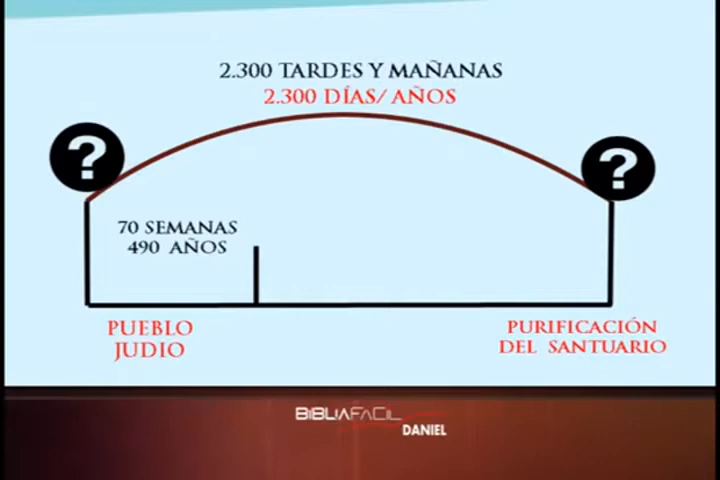 2.300 TARDES Y MAÑANAS
2.300 DÍAS/ AÑOS
?
?
70 SEMANAS
490 AÑOS
PUEBLO
JUDIO
PURIFICACIÓN
DEL SANTUARIO
BIBLIAFACIL
DANIEL